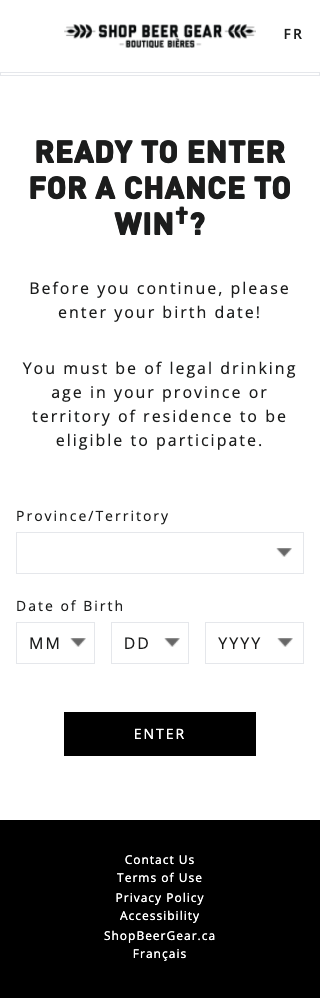 SHOP BEER GEAR
BOUTIQUE BIÈRES
FR
READY TO ENTER
FOR A CHANCE TO
WIN†?
Before you continue, please
enter your birth date!
You must be of legal drinking
age in your province or
territory of residence to be
eligible to participate.
Province/Territory
Date of Birth
MM DD YYYY
ENTER
Contact Us
Terms of Use
Privacy Policy
Accessibility
ShopBeerGear.ca
Français